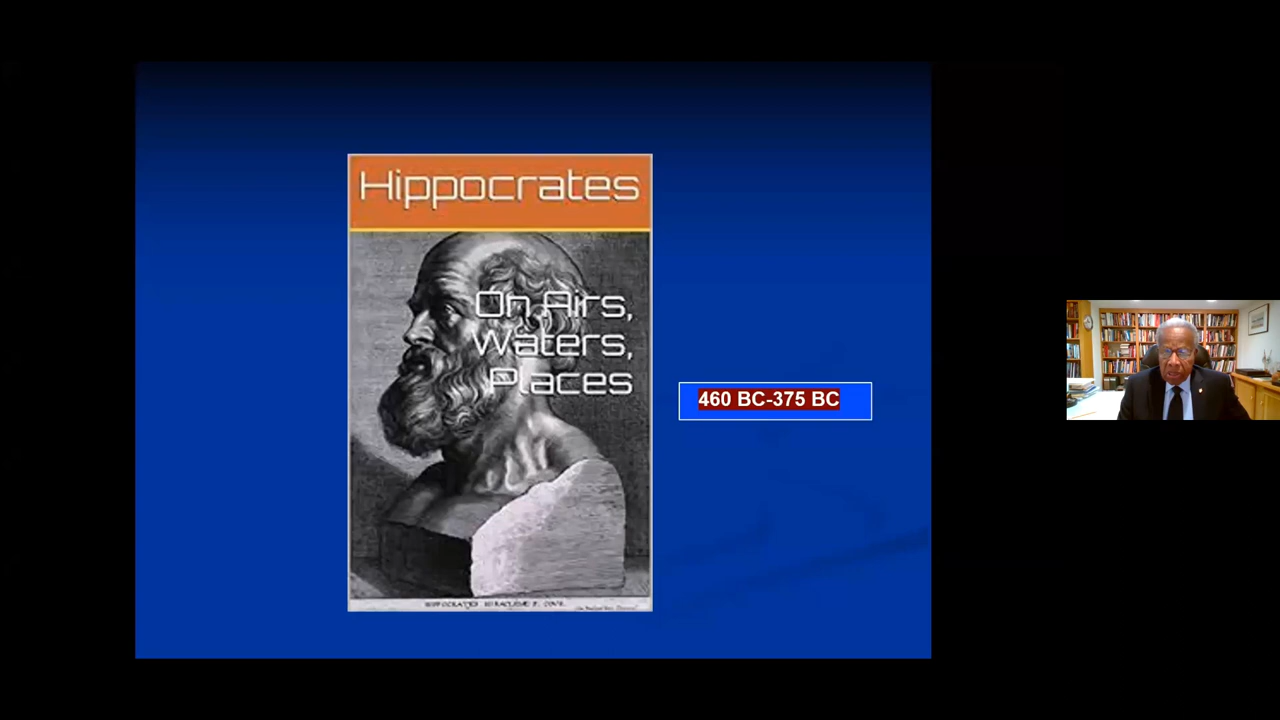 Hippocrates
On Airs,
Waters,
Places
460 BC-375 BC